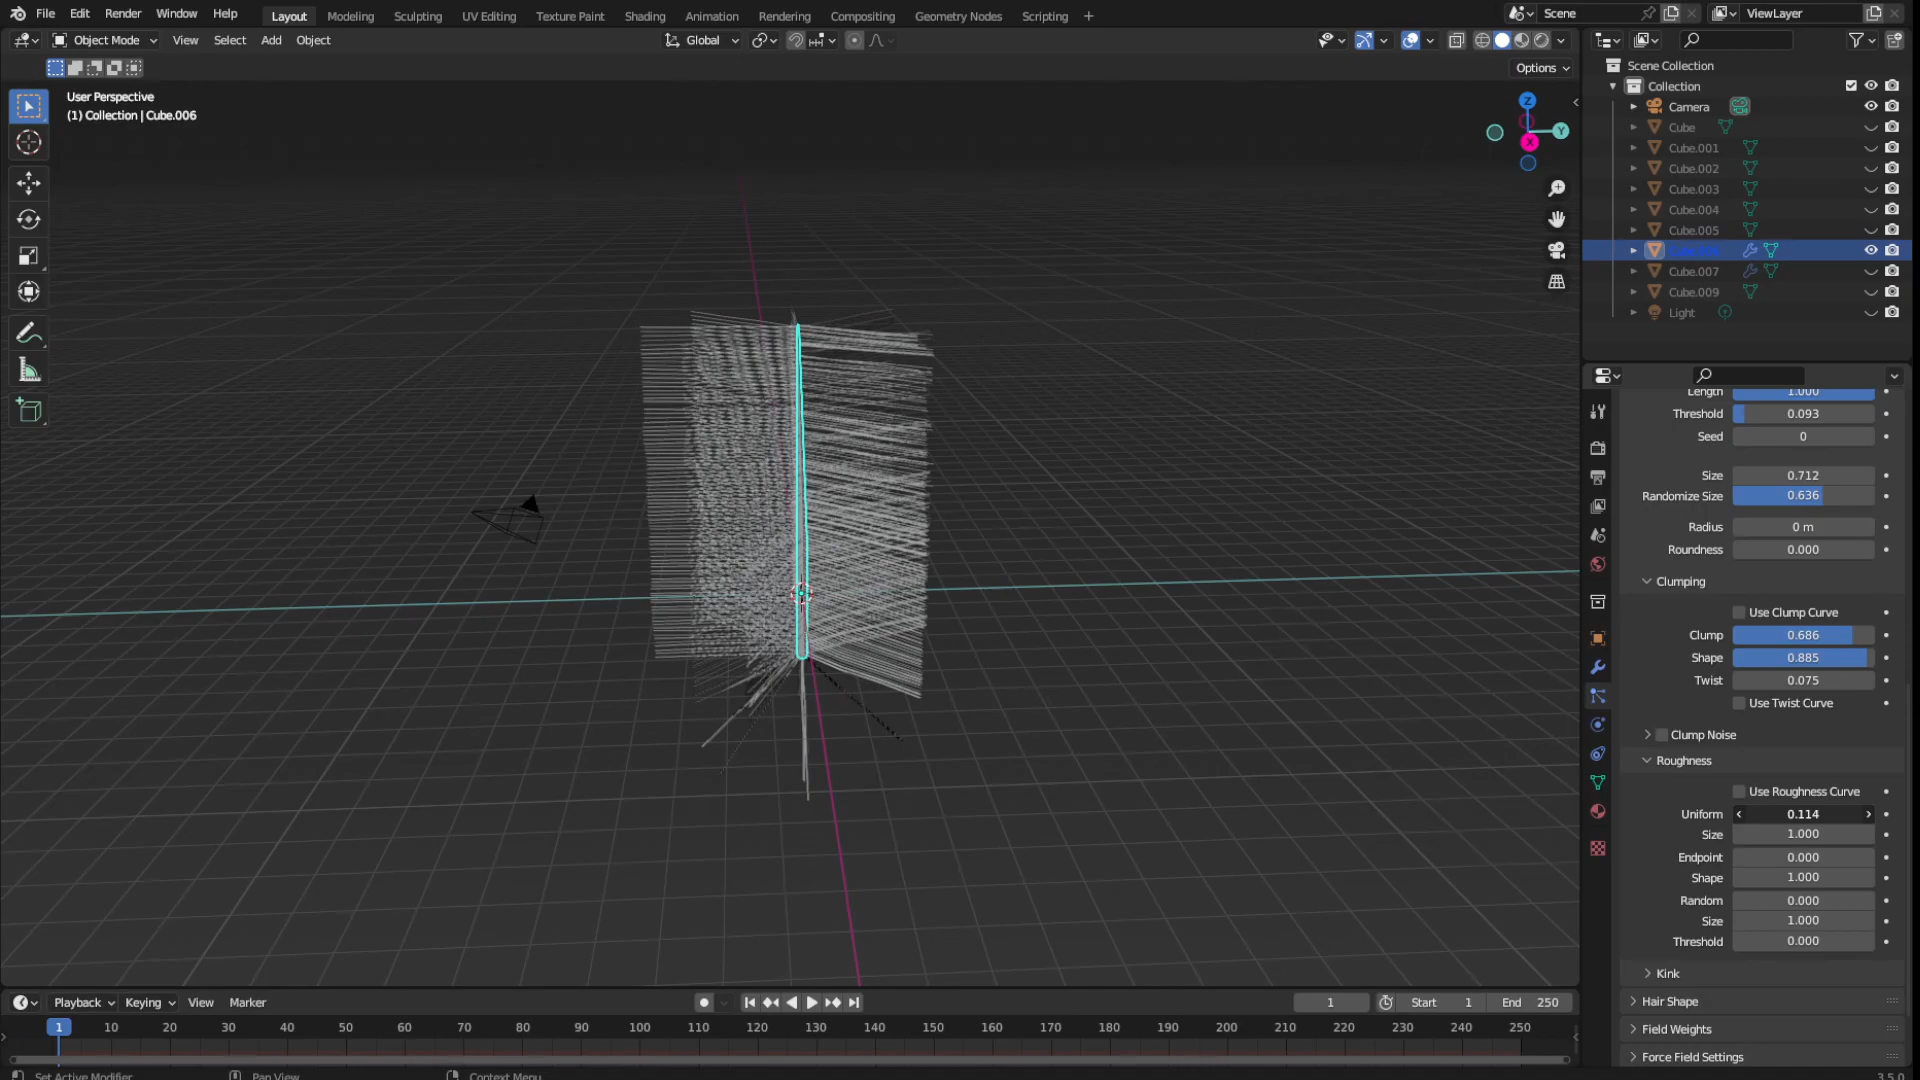 File Edit Render Window Help Layout Modeling Sculpting UV Editing Texture Paint Shading Animation Rendering Compositing Geometry Nodes Scripting + Scene ViewLayer
Object Mode View Select Add Object Global
Options
User Perspective
(1) Collection | Cube.006
Z
Y
X
Scene Collection
Collection
Camera
Cube
Cube.001
Cube.002
Cube.003
Cube.004
Cube.005
Cube.006
Cube.007
Cube.009
Light
Length 1.000
Threshold 0.093
Seed 0
Size 0.712
Randomize Size 0.636
Radius 0 m
Roundness 0.000
Clumping
Use Clump Curve
Clump 0.686
Shape 0.885
Twist 0.075
Use Twist Curve
Clump Noise
Roughness
Use Roughness Curve
Uniform 0.114
Size 1.000
Endpoint 0.000
Shape 1.000
Random 0.000
Size 1.000
Threshold 0.000
Kink
Hair Shape
Field Weights
Force Field Settings
Playback Keying View Marker 1 Start 1 End 250
1 10 20 30 40 50 60 70 80 90 100 110 120 130 140 150 160 170 180 190 200 210 220 230 240 250
Set Active Modifier Pan View Context Menu 3.5.0